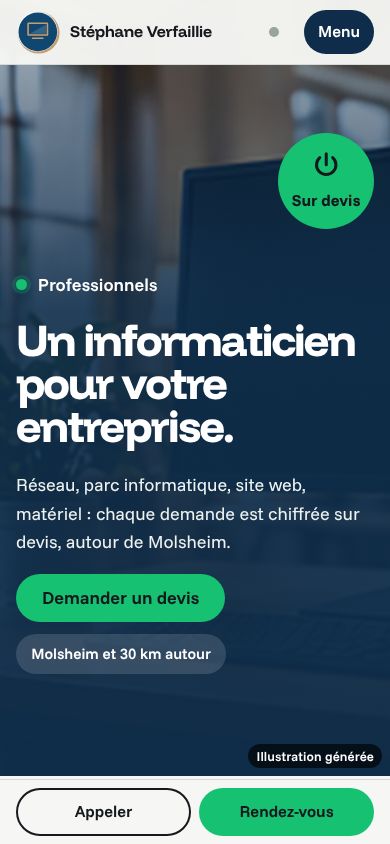 Stéphane Verfaillie
Menu
Sur devis
Professionnels
Un informaticien
pour votre
entreprise.
Réseau, parc informatique, site web,
matériel : chaque demande est chiffrée sur
devis, autour de Molsheim.
Demander un devis
Molsheim et 30 km autour
Illustration générée
Appeler
Rendez-vous